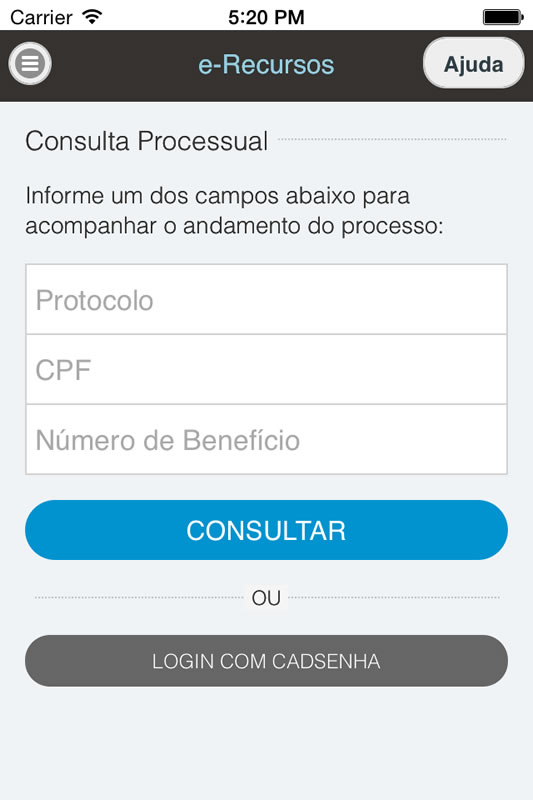 Carrier 5:20 PM
e-Recursos Ajuda
Consulta Processual
Informe um dos campos abaixo para
acompanhar o andamento do processo:
Protocolo
CPF
Número de Benefício
CONSULTAR
OU
LOGIN COM CADSENHA